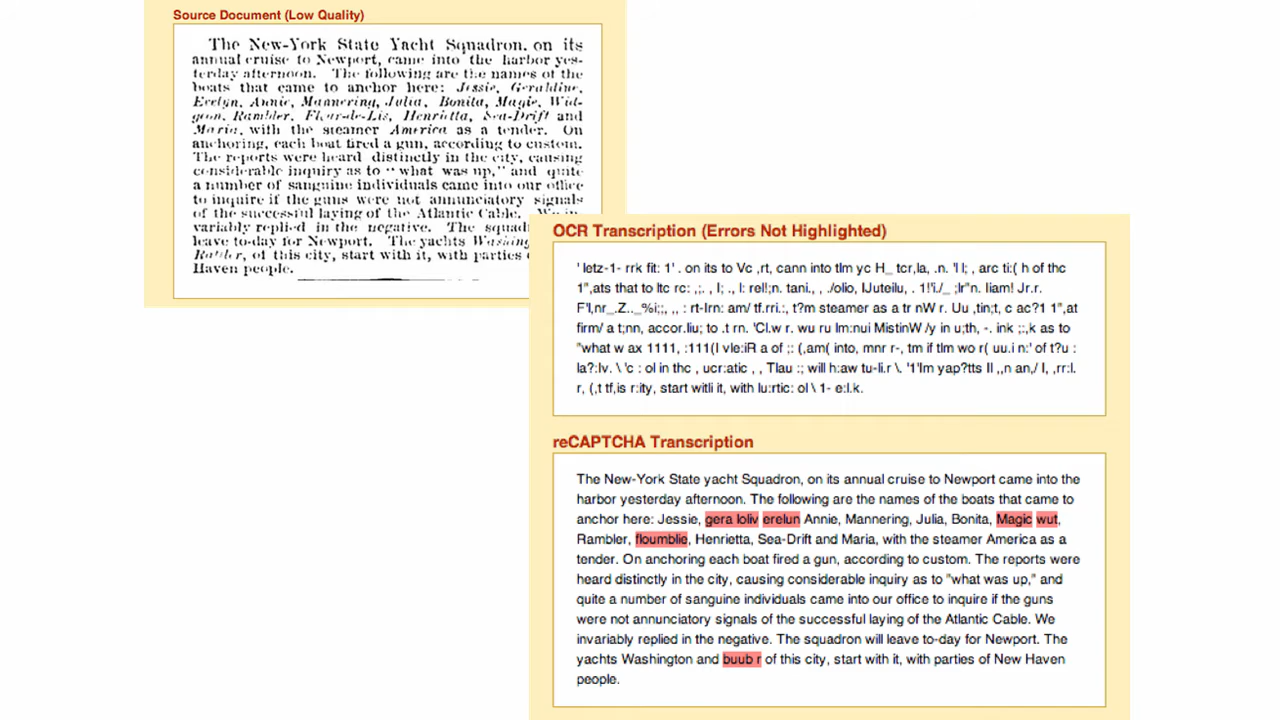 Source Document (Low Quality)
The New-York State Yacht Squadron, on its
annual cruise to Newport, came into the harbor yes-
terday afternoon. The following are the names of the
boats that came to anchor here: Jessie, Geraldine,
Evelyn, Annie, Mannering, Julia, Bonita, Magic, Wid-
geon, Rambler, Fleur-de-Lis, Henrietta, Sea-Drift and
Maria, with the steamer America as a tender. On
anchoring, each boat fired a gun, according to custom.
The reports were heard distinctly in the city, causing
considerable inquiry as to "what was up," and quite
a number of sanguine individuals came into our office
to inquire if the guns were not annunciatory signals
of the successful laying of the Atlantic Cable. We in-
variably replied in the negative. The squad
leave to-day for Newport. The yachts Washing
Rambler, of this city, start with it, with parties
Haven people.
OCR Transcription (Errors Not Highlighted)
' letz-1- rrk fit: 1' . on its to Vc ,rt, cann into tlm yc H_ tcr,la, .n. 'l l; , arc ti:( h of thc
1",ats that to ltc rc: ,;. , I; ., l: rel!;n. tani., , ./olio, IJuteilu, . 1!'i./_ ;lr"n. Iiam! Jr.r.
F'l,nr_.Z.._%i;;, ,, : rt-Irn: am/ tf.rri.:, t?m steamer as a tr nW r. Uu ,tin;t, c ac?1 1",at
firm/ a t;nn, accor.liu; to .t rn. 'Cl.w r. wu ru lm:nui MistinW /y in u;th, -. ink ;:,k as to
"what w ax 1111, :111(I vle:iR a of ;: (,am( into, mnr r-, tm if tlm wo r( uu.i n:' of t?u :
la?:lv. \ 'c : ol in thc , ucr:atic , , Tlau :; will h:aw tu-li.r \. '1'lm yap?tts Il ,,n an,/ I, ,rr:l.
r, (,t tf,is r:ity, start witli it, with lu:rtic: ol \ 1- e:l.k.
reCAPTCHA Transcription
The New-York State yacht Squadron, on its annual cruise to Newport came into the
harbor yesterday afternoon. The following are the names of the boats that came to
anchor here: Jessie, gera loliv erelun Annie, Mannering, Julia, Bonita, Magic wut,
Rambler, floumblie, Henrietta, Sea-Drift and Maria, with the steamer America as a
tender. On anchoring each boat fired a gun, according to custom. The reports were
heard distinctly in the city, causing considerable inquiry as to "what was up," and
quite a number of sanguine individuals came into our office to inquire if the guns
were not annunciatory signals of the successful laying of the Atlantic Cable. We
invariably replied in the negative. The squadron will leave to-day for Newport. The
yachts Washington and buub r of this city, start with it, with parties of New Haven
people.